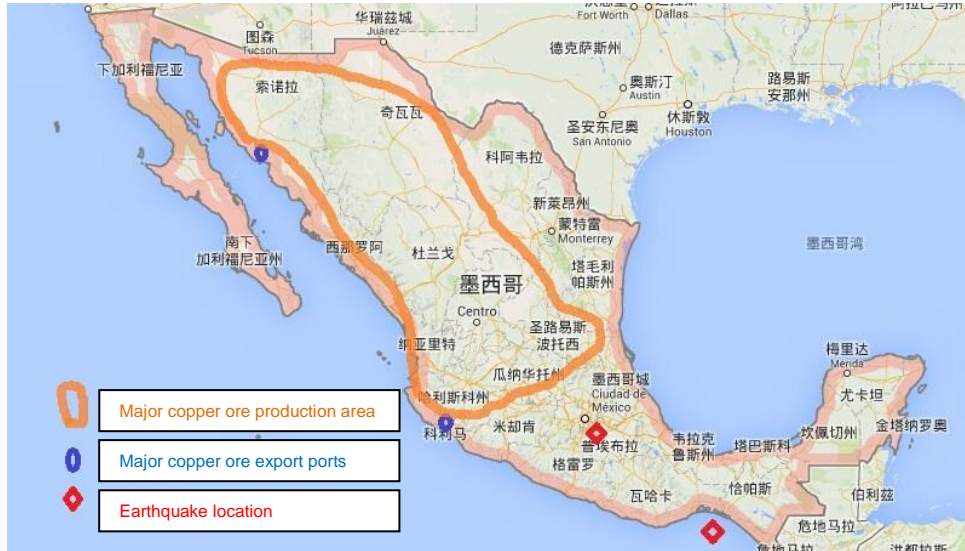 沃思堡
Fort Worth
达拉斯
Dallas
华瑞兹城
Juárez
图森
Tucson
德克萨斯州
下加利福尼亚
索诺拉
奇瓦瓦
奥斯汀
Austin
路易斯
安那州
休斯敦
Houston
圣安东尼奥
San Antonio
科阿韦拉
新莱昂州
蒙特雷
Monterrey
墨西哥湾
南下
加利福尼亚州
西那罗阿
杜兰戈
塔毛利
帕斯州
墨西哥
Centro
圣路易斯
波托西
纳亚里特
瓜纳华托州
梅里达
Mérida
哈利斯科州
墨西哥城
Ciudad de
México
尤卡坦
科利马
米却肯
普埃布拉
韦拉克
鲁斯州
塔巴斯科
坎佩切州
金塔纳罗奥
格雷罗
瓦哈卡
恰帕斯
伯利兹
危地马拉
危地马拉
洪都拉斯
Major copper ore production area
Major copper ore export ports
Earthquake location